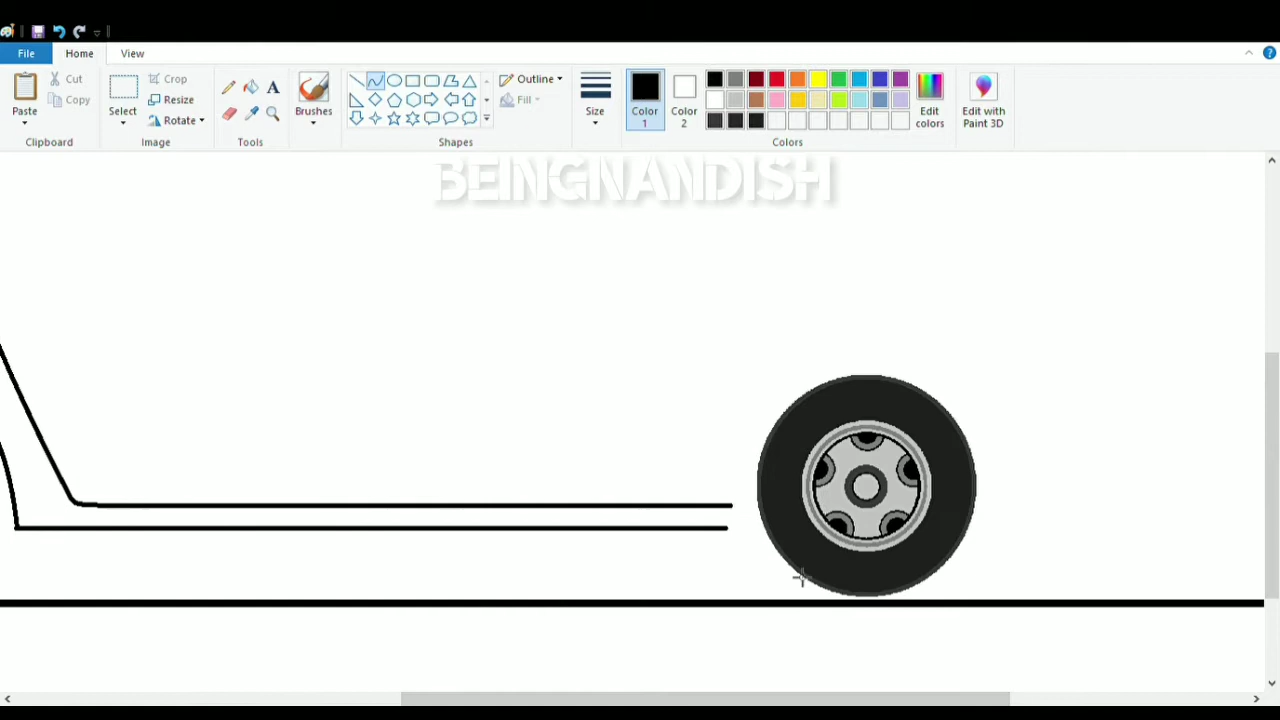 File Home View
Paste Cut Copy Select Crop Resize Rotate Brushes Outline Fill Size Color 1 Color 2 Edit colors Edit with Paint 3D
Clipboard Image Tools Shapes Colors
BEINGNANDISH